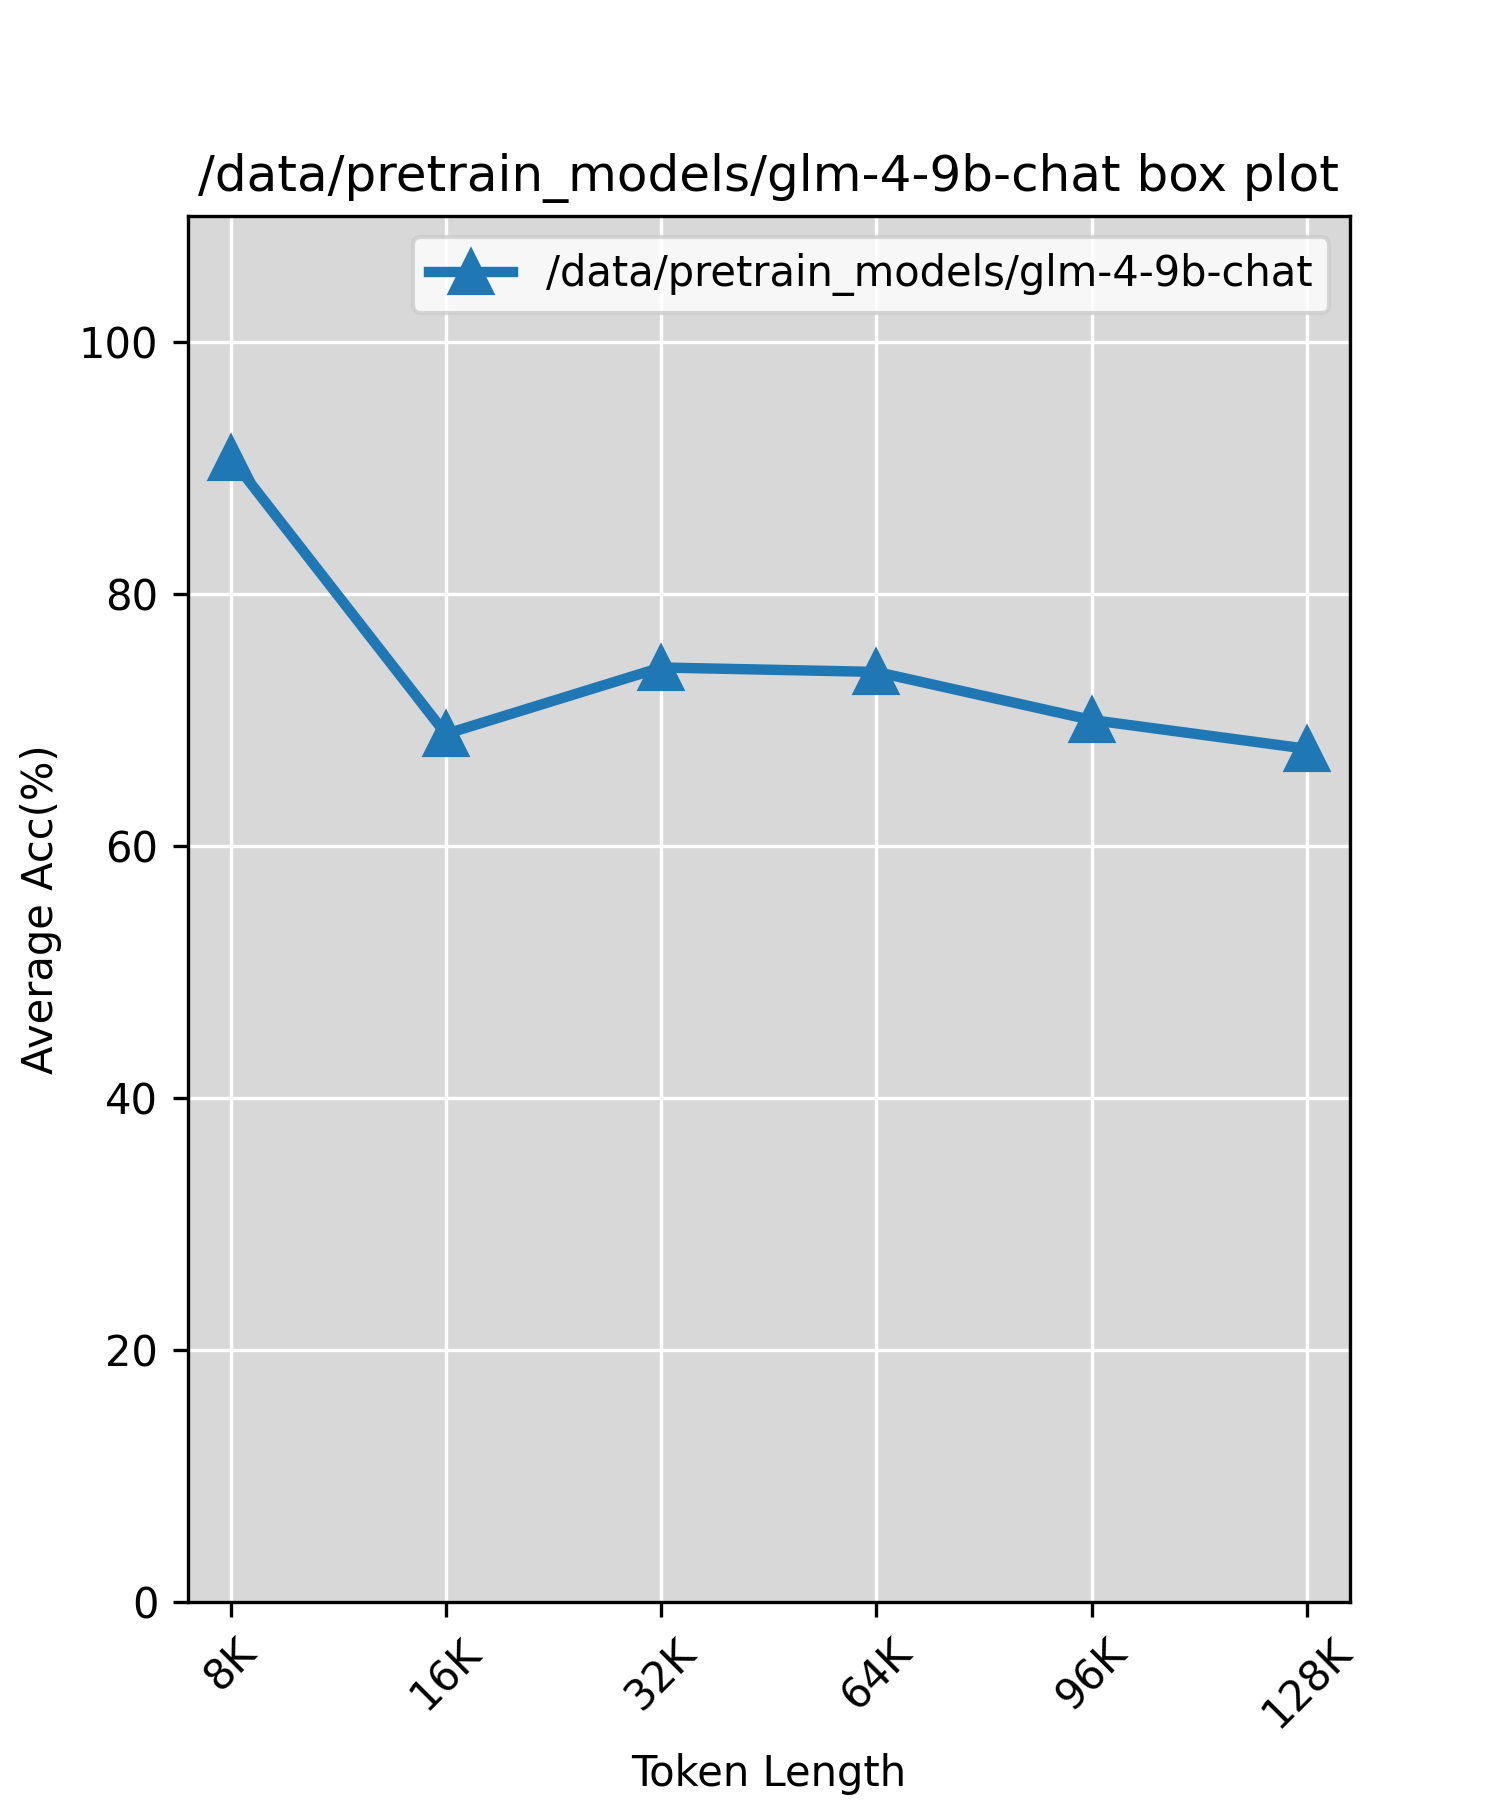 /data/pretrain_models/glm-4-9b-chat box plot
/data/pretrain_models/glm-4-9b-chat
100
80
60
40
20
0
Average Acc(%)
8K
16K
32K
64K
96K
128K
Token Length